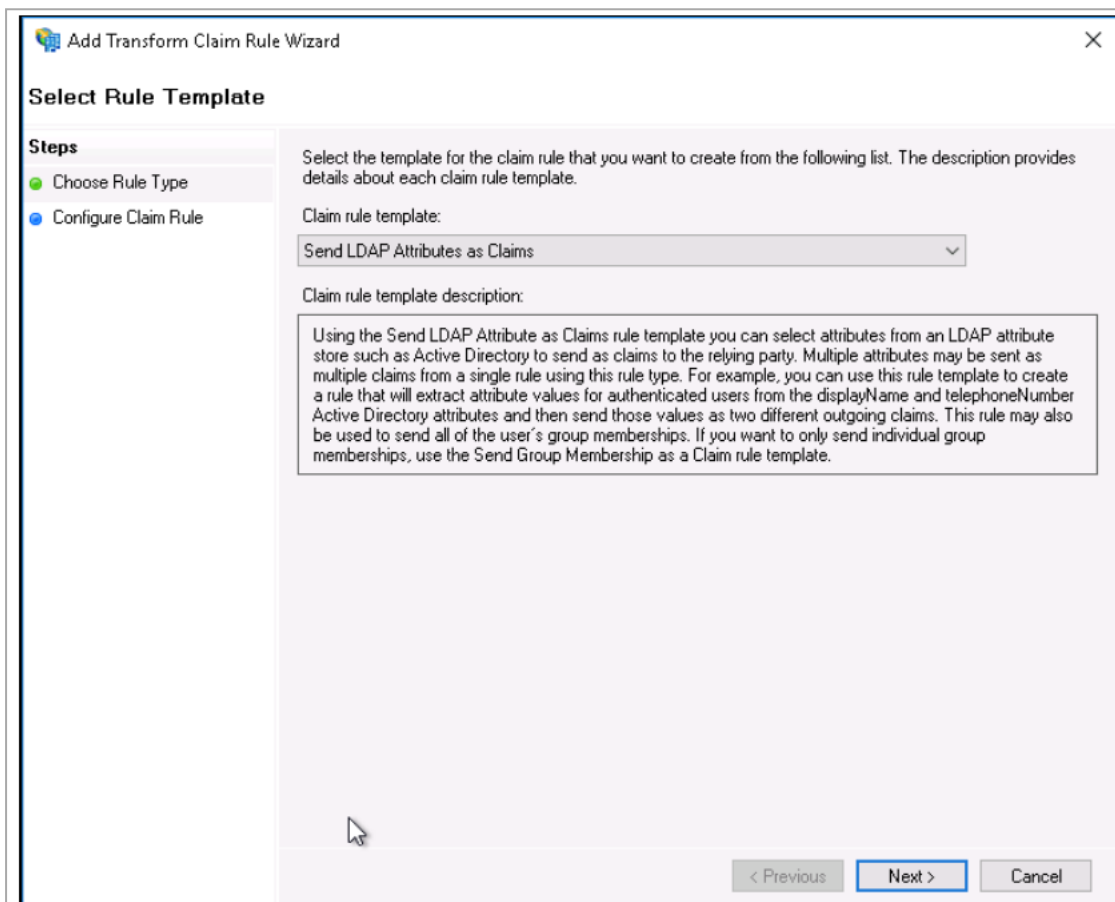 Add Transform Claim Rule Wizard
Select Rule Template
Steps
Choose Rule Type
Configure Claim Rule
Select the template for the claim rule that you want to create from the following list. The description provides
details about each claim rule template.
Claim rule template:
Send LDAP Attributes as Claims
Claim rule template description:
Using the Send LDAP Attribute as Claims rule template you can select attributes from an LDAP attribute
store such as Active Directory to send as claims to the relying party. Multiple attributes may be sent as
multiple claims from a single rule using this rule type. For example, you can use this rule template to create
a rule that will extract attribute values for authenticated users from the displayName and telephoneNumber
Active Directory attributes and then send those values as two different outgoing claims. This rule may also
be used to send all of the user's group memberships. If you want to only send individual group
memberships, use the Send Group Membership as a Claim rule template.
< Previous
Next >
Cancel